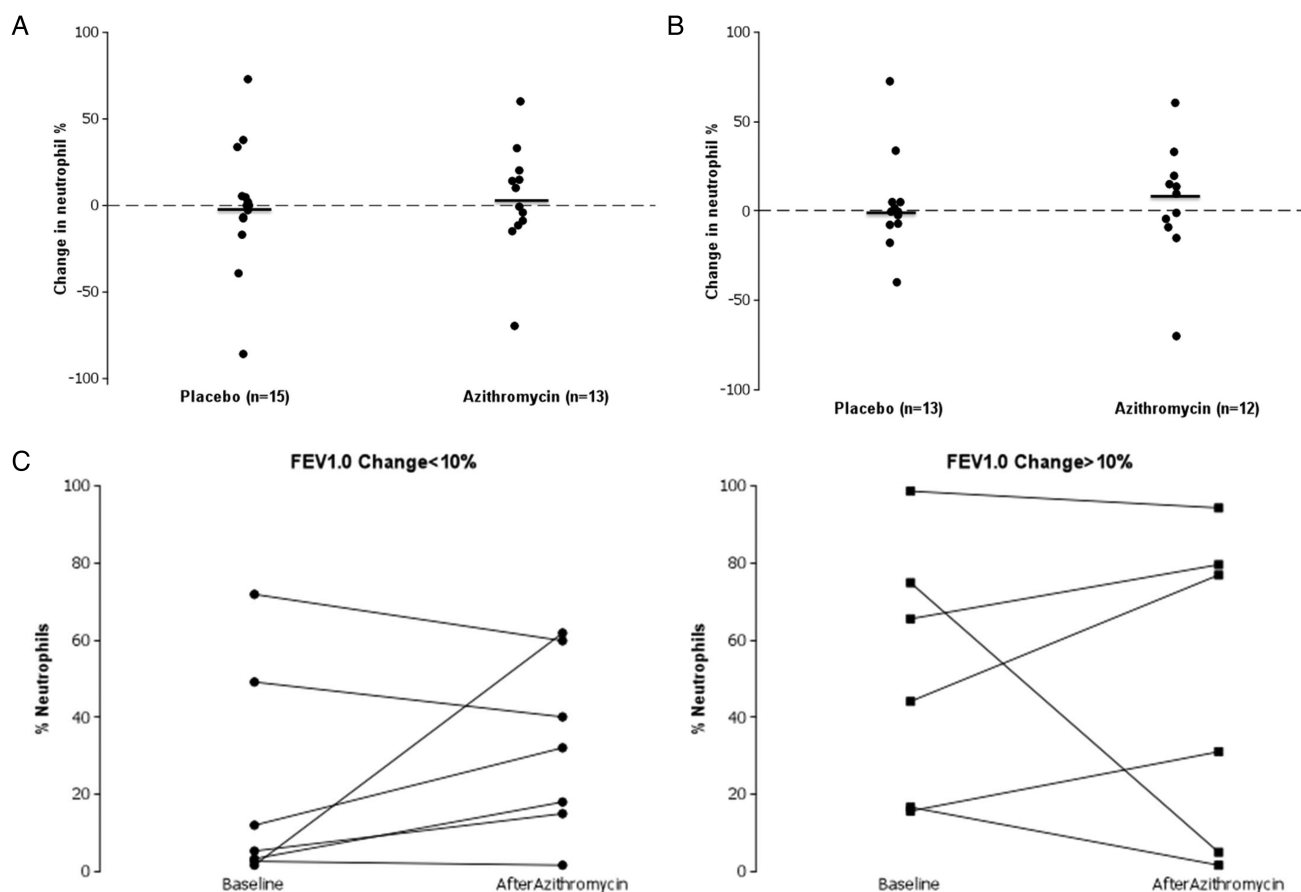 A
100
50
0
-50
-100
Change in neutrophil %
Placebo (n=15)
Azithromycin (n=13)
B
100
50
0
-50
-100
Change in neutrophil %
Placebo (n=13)
Azithromycin (n=12)
C
FEV1.0 Change<10%
100
80
60
40
20
0
% Neutrophils
Baseline
AfterAzithromycin
FEV1.0 Change>10%
100
80
60
40
20
0
% Neutrophils
Baseline
AfterAzithromycin